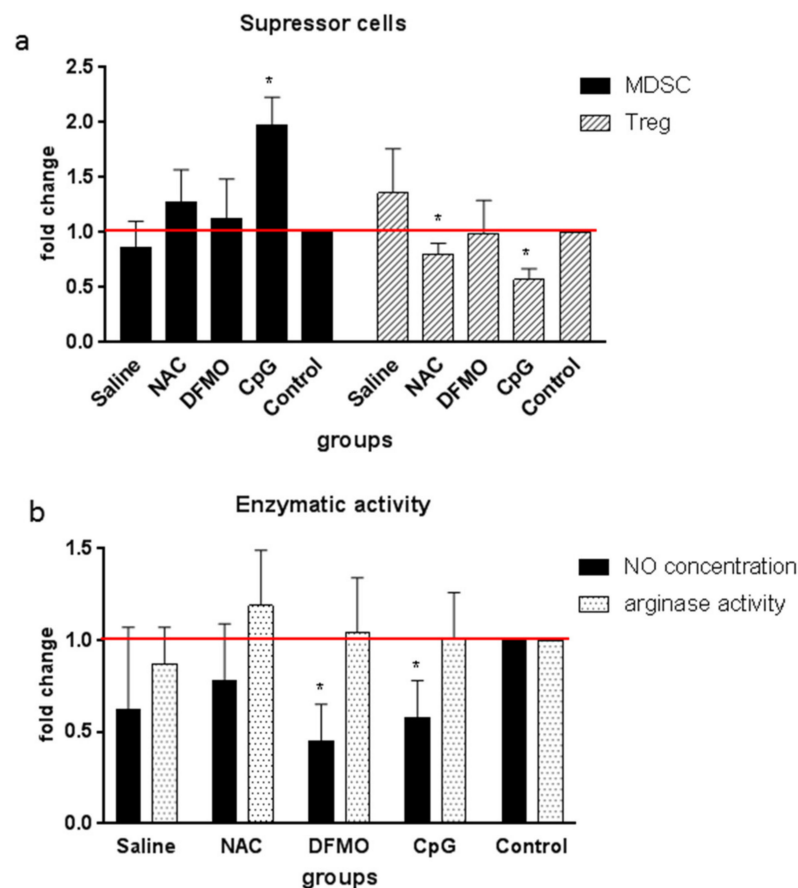 a
Supressor cells
fold change
2.5
2.0
1.5
1.0
0.5
0.0
*
*
*
MDSC
Treg
Saline NAC DFMO CpG Control Saline NAC DFMO CpG Control
groups
b
Enzymatic activity
fold change
1.5
1.0
0.5
0.0
*
*
NO concentration
arginase activity
Saline NAC DFMO CpG Control
groups